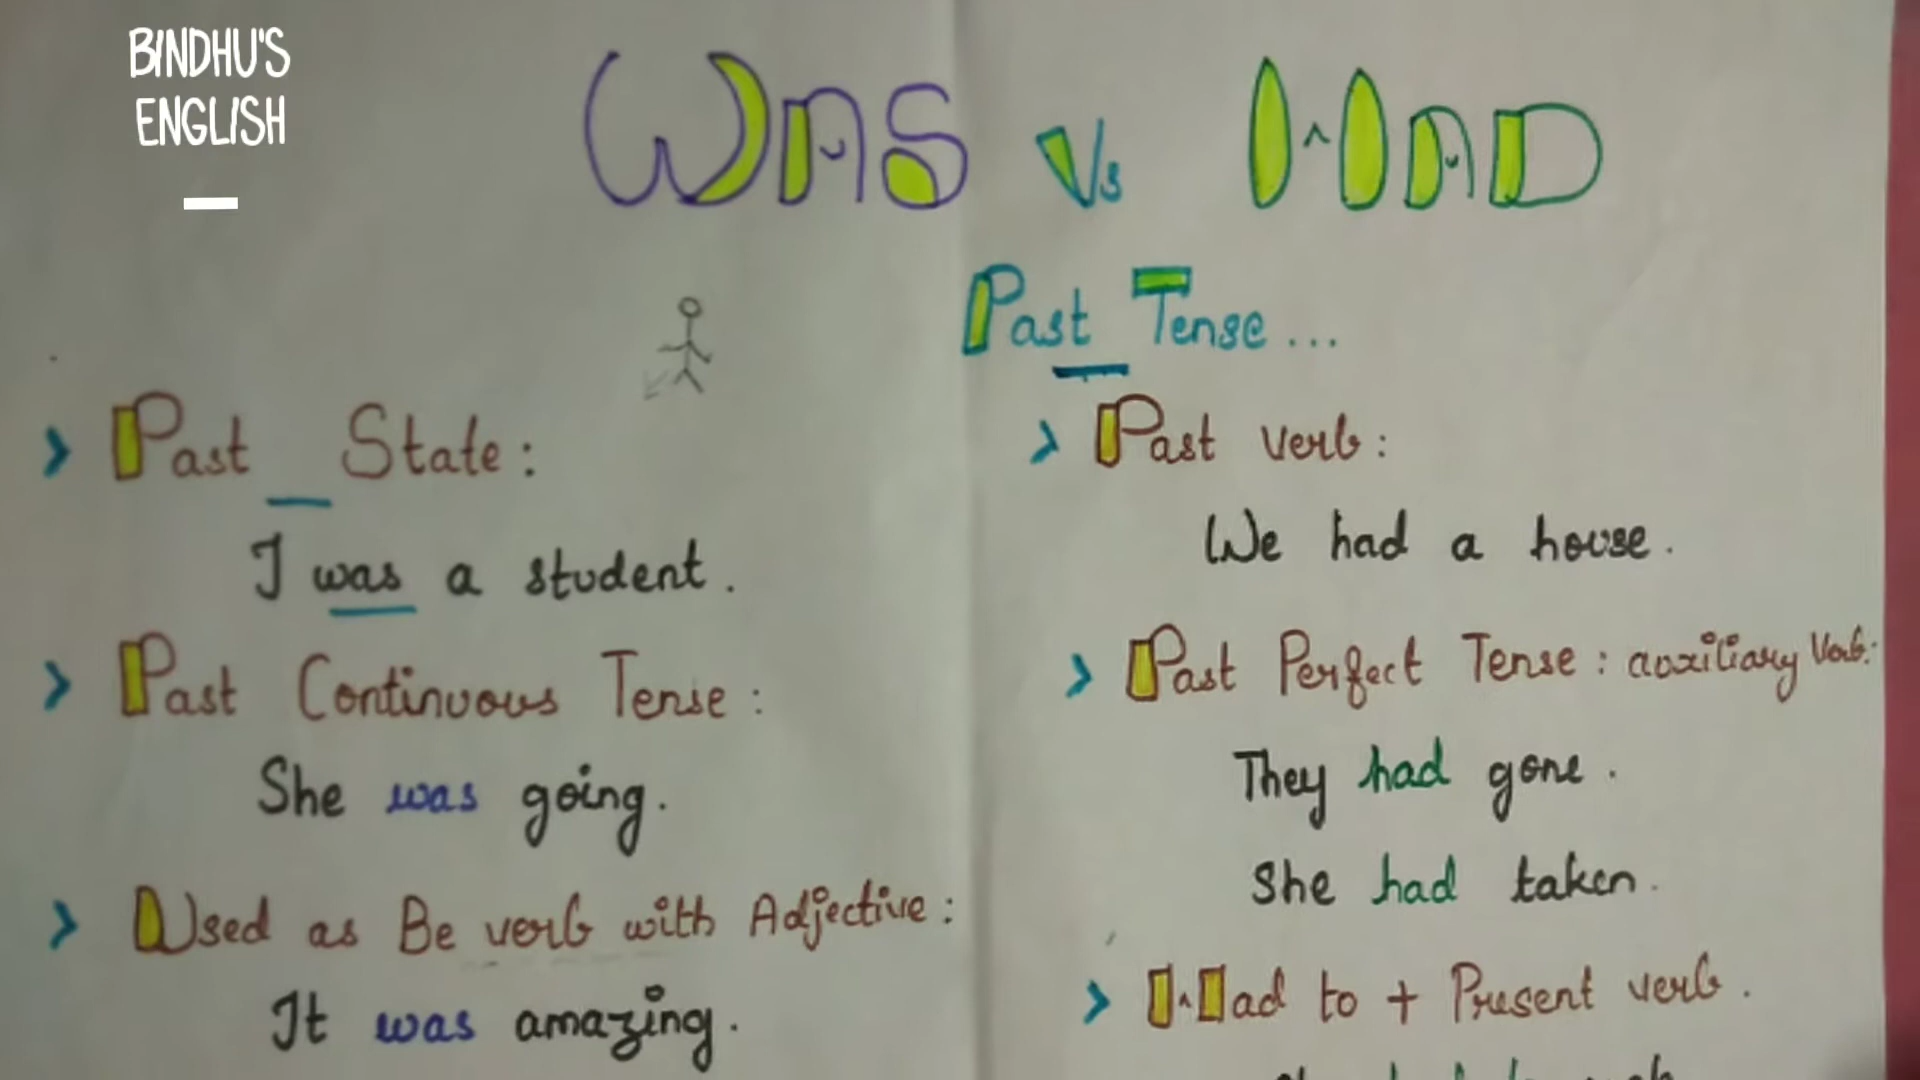 BINDHU'S
ENGLISH
WAS Vs HAD
Past Tense...
> Past State:
I was a student.
> Past Continuous Tense:
She was going.
> Used as Be verb with Adjective:
It was amazing.
> Past verb:
We had a house.
> Past Perfect Tense: auxiliary Verb:
They had gone.
She had taken.
> Had to + Present verb.